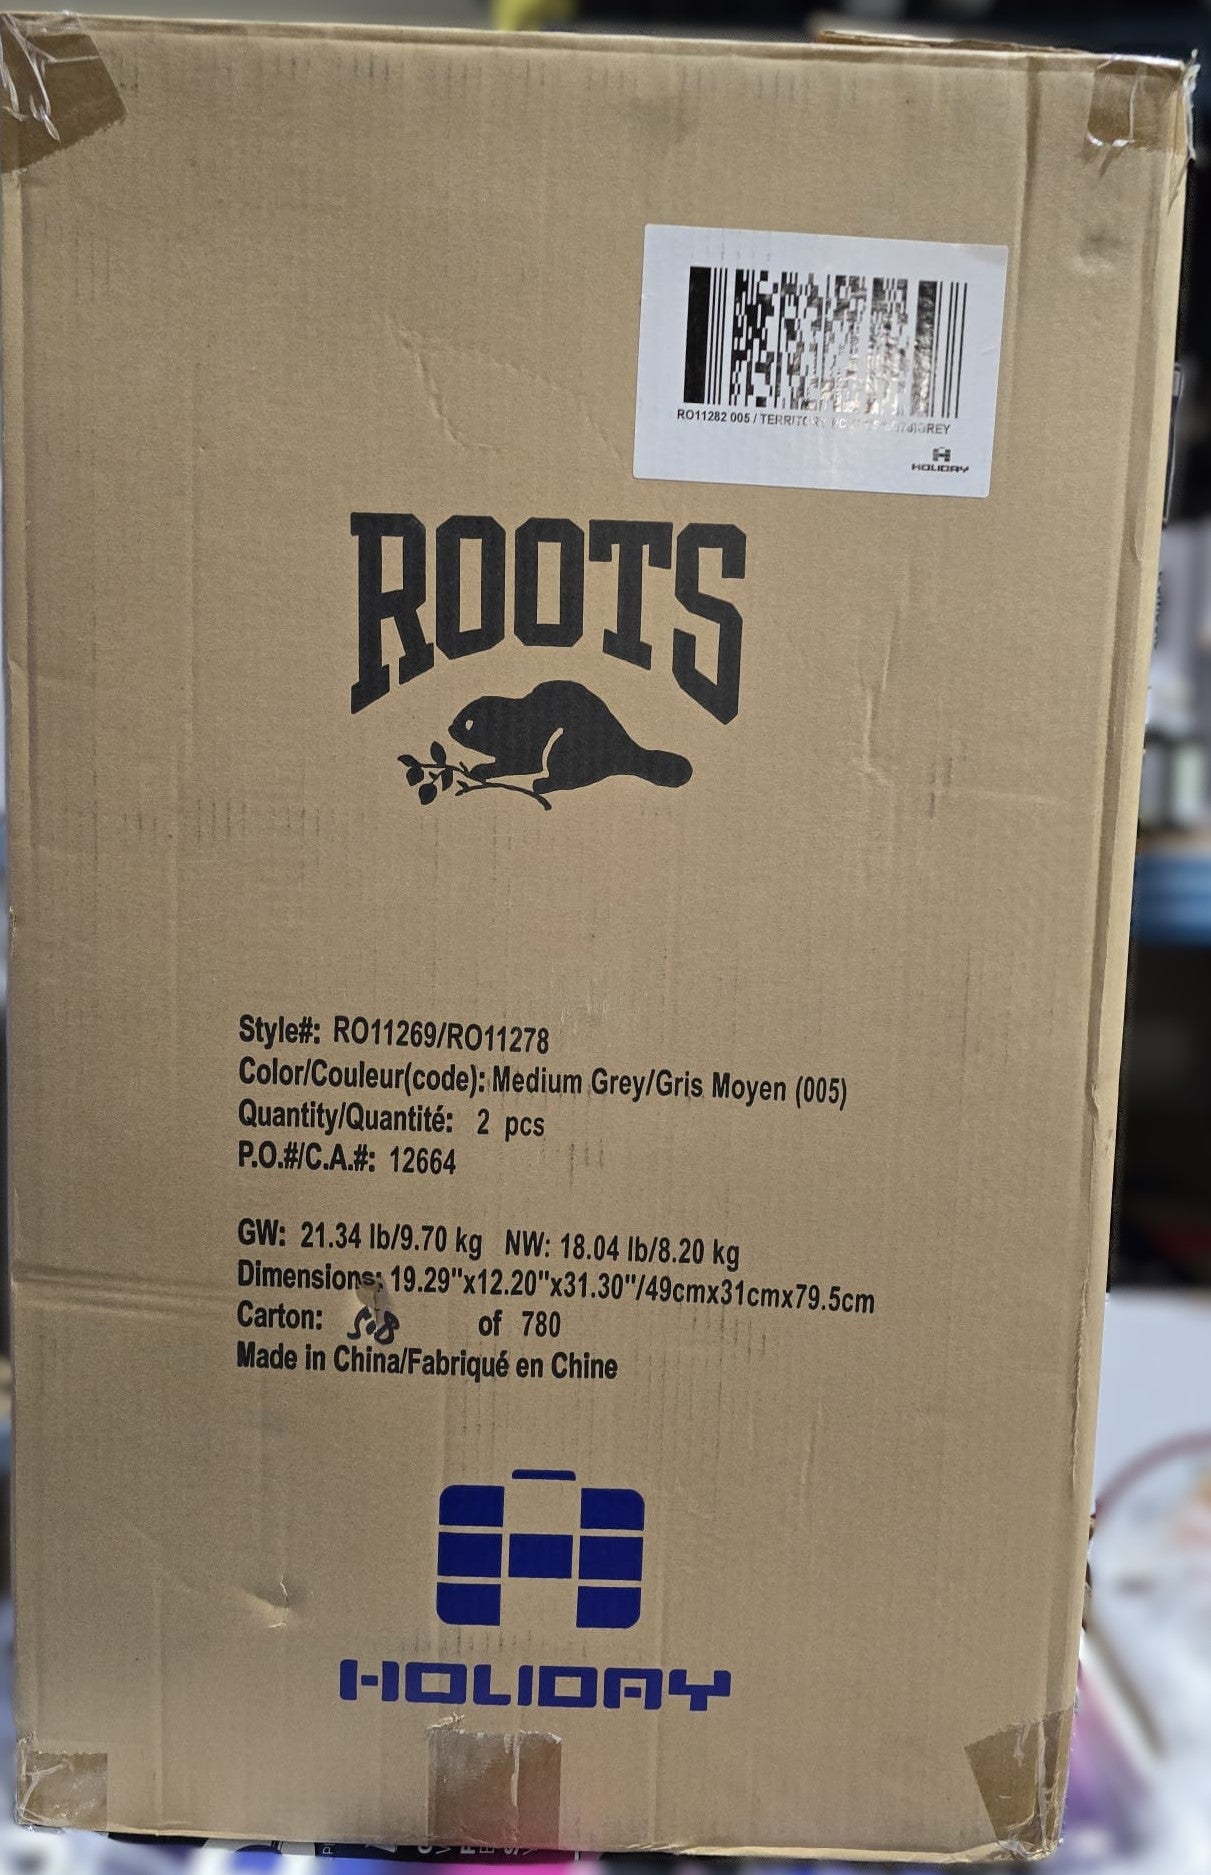 RO11282 005 / TERRITORY GREY
HOLIDAY
ROOTS
Style#: RO11269/RO11278
Color/Couleur(code): Medium Grey/Gris Moyen (005)
Quantity/Quantité: 2 pcs
P.O.#/C.A.#: 12664
GW: 21.34 lb/9.70 kg NW: 18.04 lb/8.20 kg
Dimensions: 19.29"x12.20"x31.30"/49cmx31cmx79.5cm
Carton: of 780
Made in China/Fabriqué en Chine
HOLIDAY